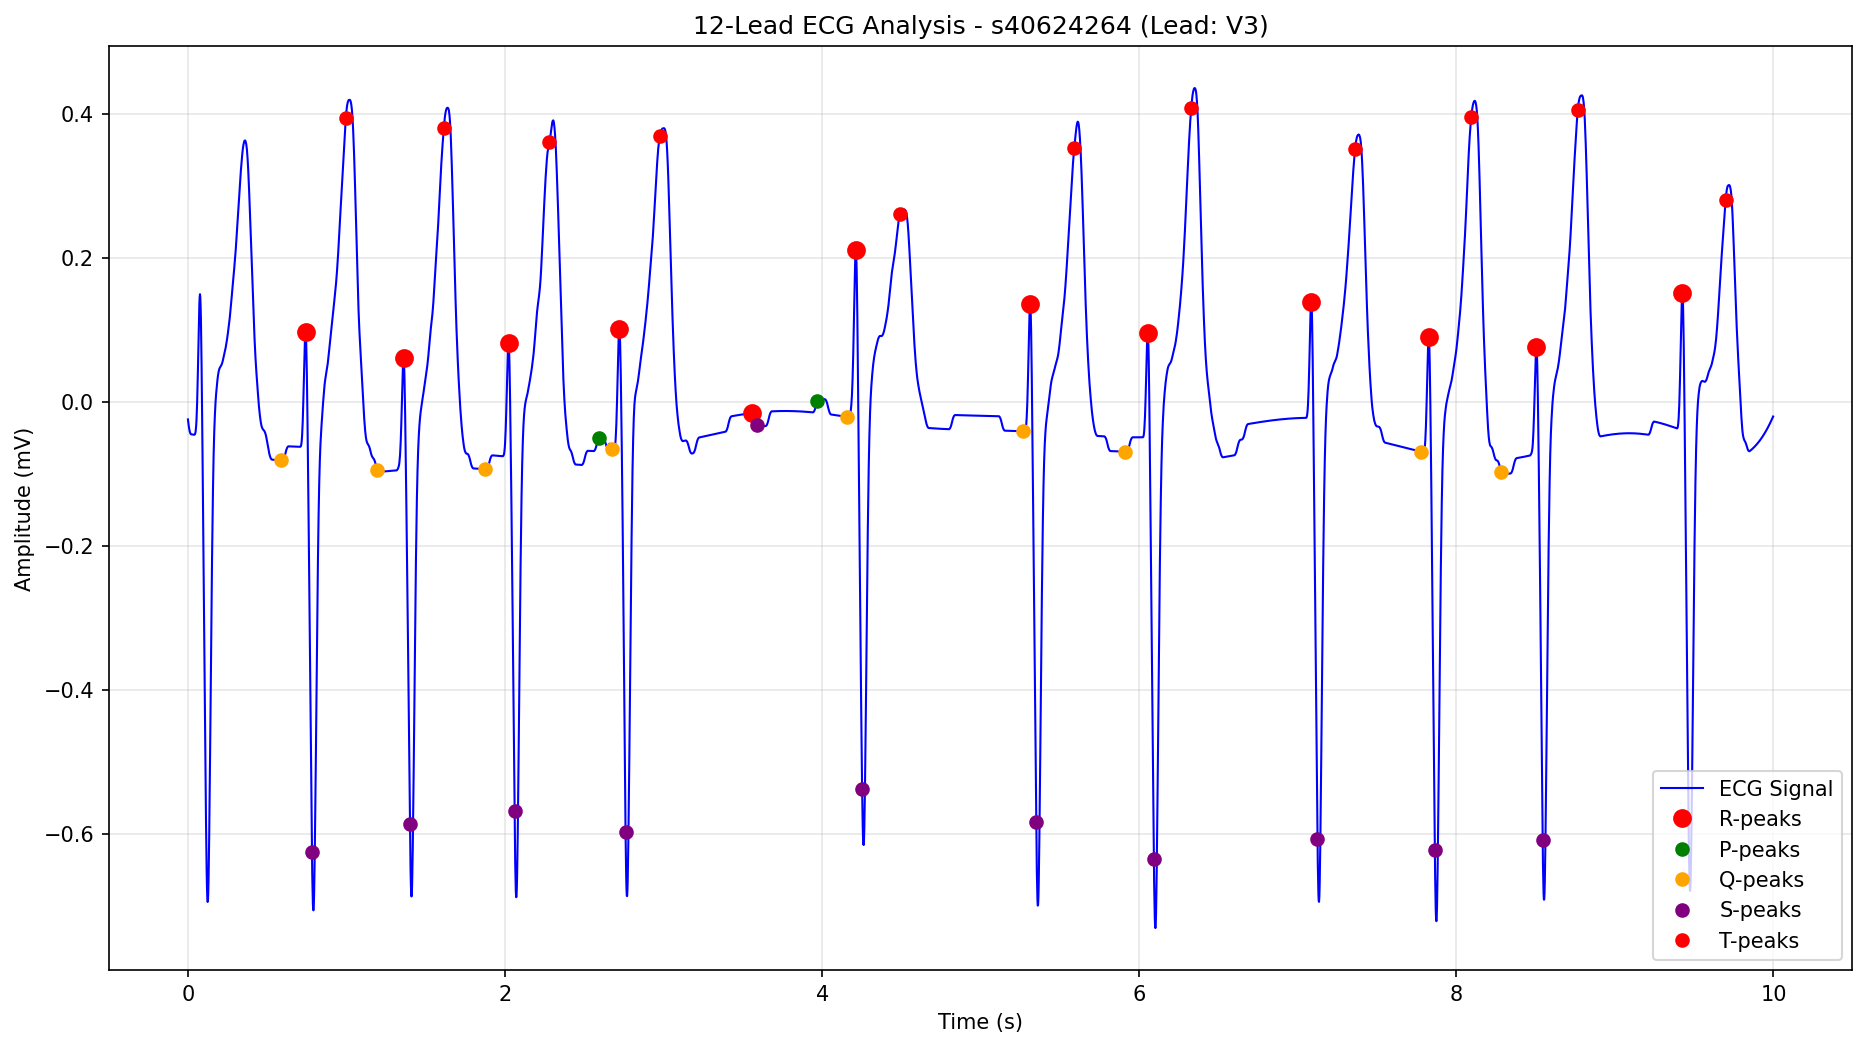 12-Lead ECG Analysis - s40624264 (Lead: V3)
Amplitude (mV)
0.4
0.2
0.0
−0.2
−0.4
−0.6
0 2 4 6 8 10
Time (s)
ECG Signal
R-peaks
P-peaks
Q-peaks
S-peaks
T-peaks